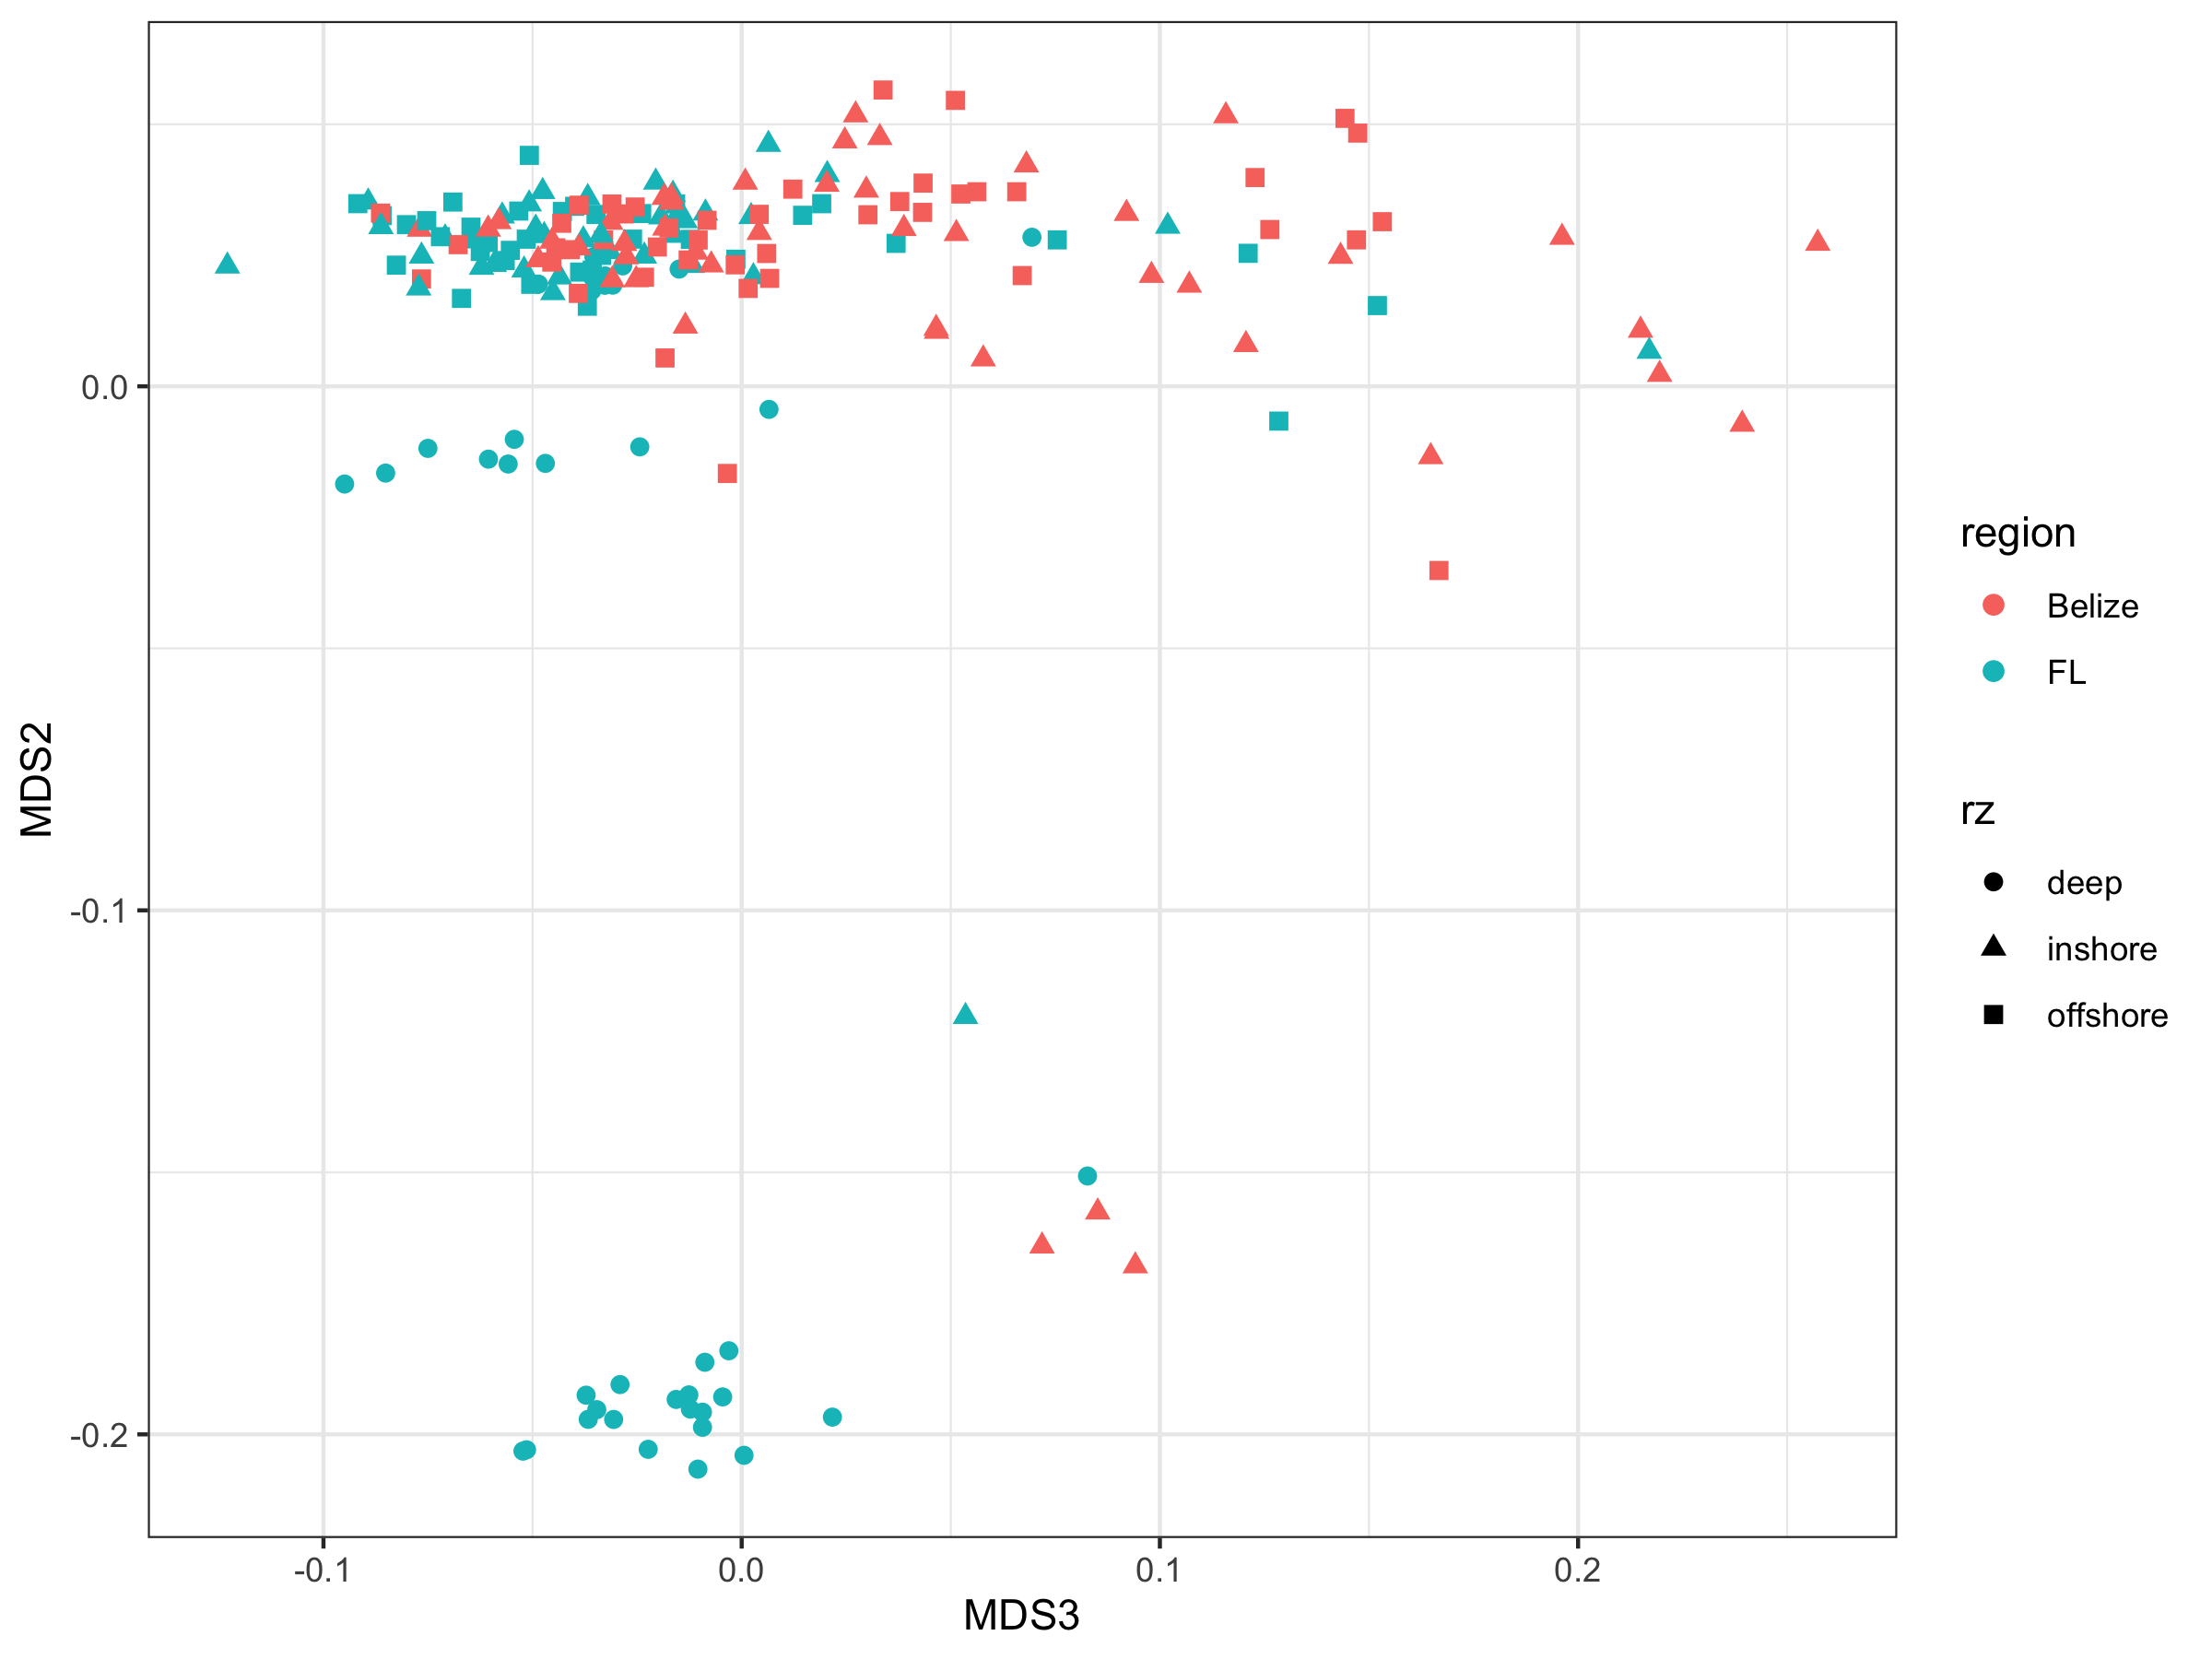 0.0
-0.1
-0.2
MDS2
-0.1
0.0
0.1
0.2
MDS3
region
Belize
FL
rz
deep
inshore
offshore